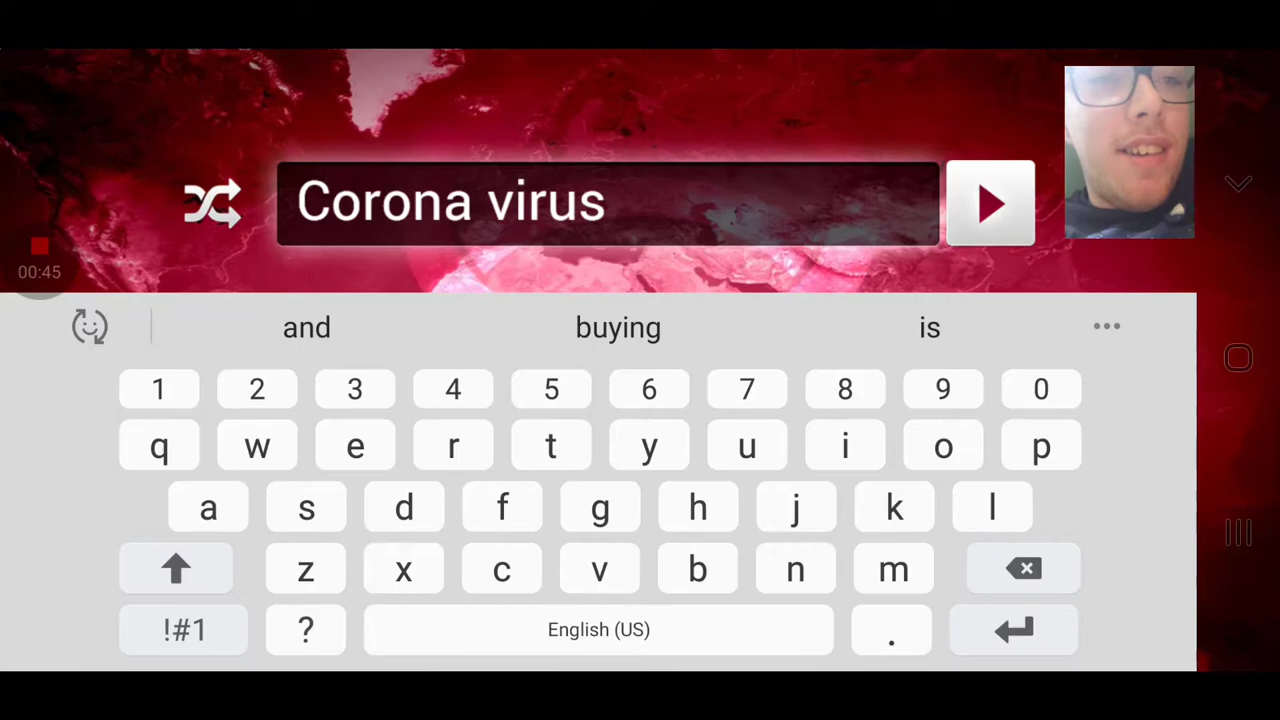 Corona virus
00:45
and buying is
1 2 3 4 5 6 7 8 9 0
q w e r t y u i o p
a s d f g h j k l
z x c v b n m
!#1 ? English (US) .